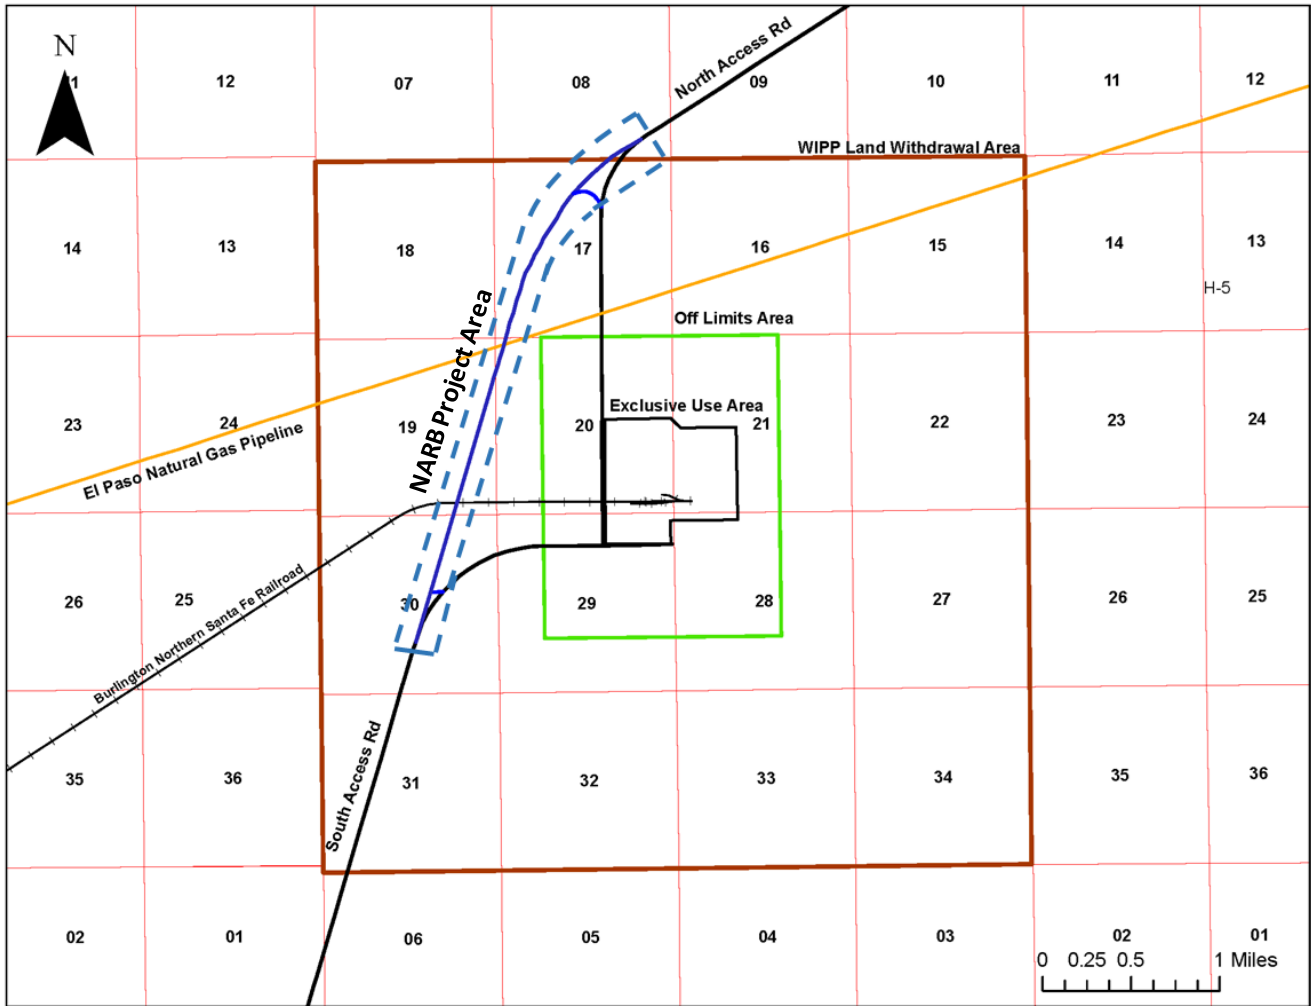 N
North Access Rd
11 12 07 08 09 10 11 12
WIPP Land Withdrawal Area
14 13 18 17 16 15 14 13
H-5
NARB Project Area
Off Limits Area
Exclusive Use Area
23 24 19 20 21 22 23 24
El Paso Natural Gas Pipeline
Burlington Northern Santa Fe Railroad
26 25 30 29 28 27 26 25
South Access Rd
35 36 31 32 33 34 35 36
02 01 06 05 04 03 02 01
0 0.25 0.5 1 Miles